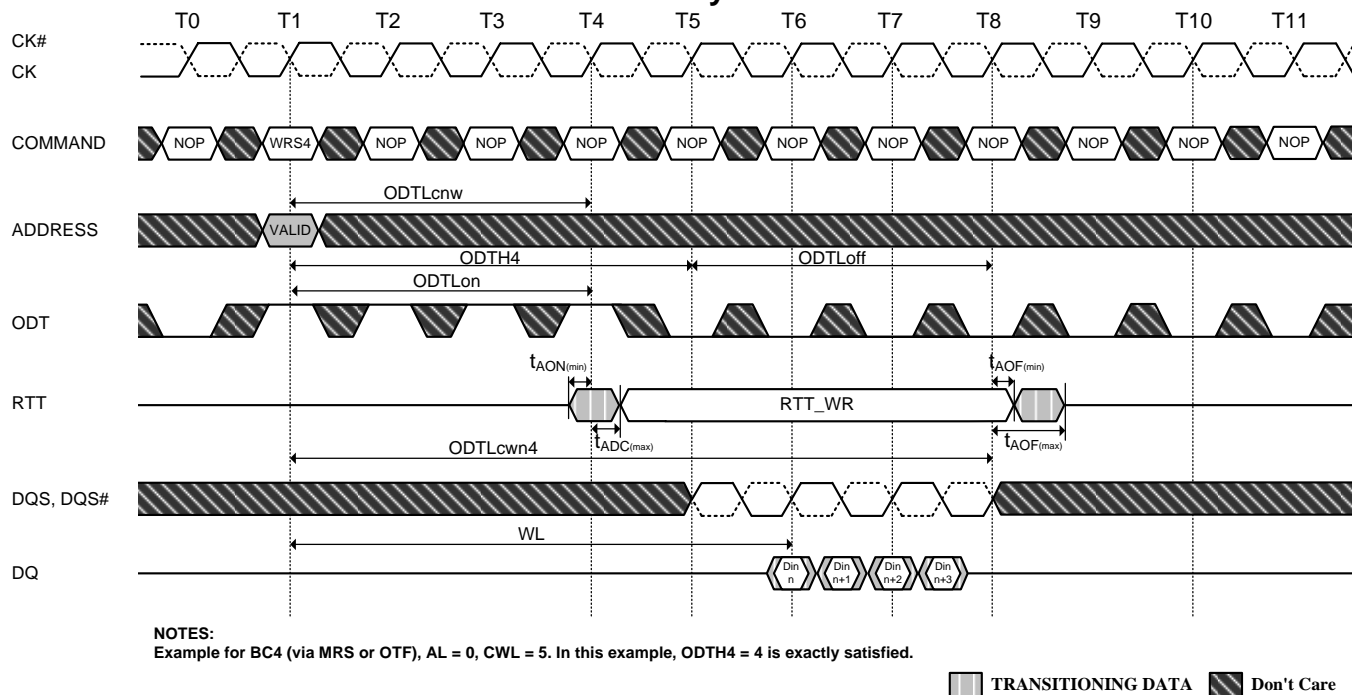 T0 T1 T2 T3 T4 T5 T6 T7 T8 T9 T10 T11
CK#
CK
COMMAND NOP WRS4 NOP NOP NOP NOP NOP NOP NOP NOP NOP NOP
ODTLcnw
ADDRESS VALID
ODTH4 ODTLoff
ODTLon
ODT
tAON(min) tAOF(min)
RTT RTT_WR
tADC(max) tAOF(max)
ODTLcwn4
DQS, DQS#
WL
DQ Din n Din n+1 Din n+2 Din n+3
NOTES:
Example for BC4 (via MRS or OTF), AL = 0, CWL = 5. In this example, ODTH4 = 4 is exactly satisfied.
TRANSITIONING DATA Don't Care